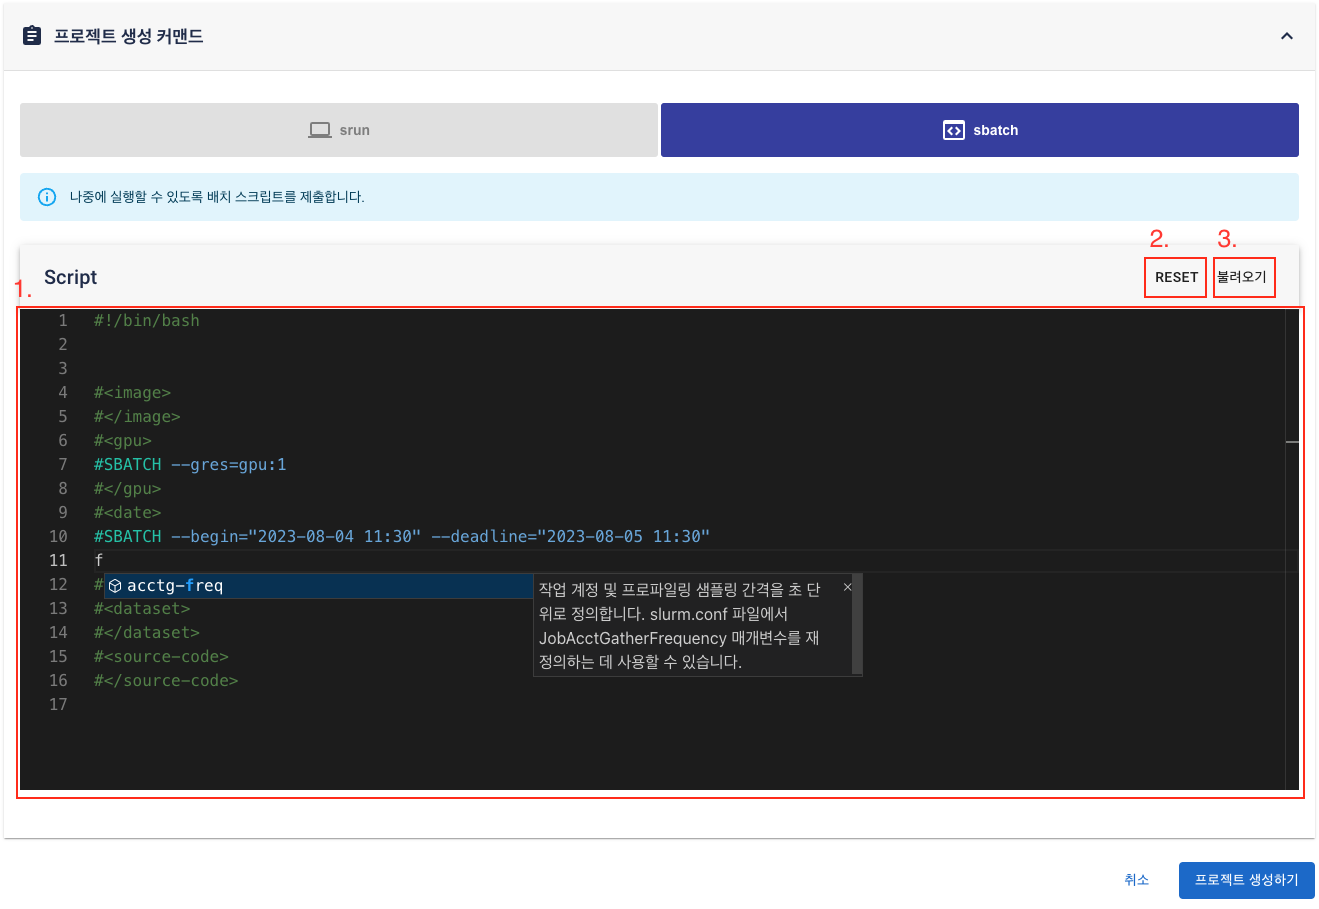 프로젝트 생성 커맨드
srun
sbatch
나중에 실행할 수 있도록 배치 스크립트를 제출합니다.
2.
3.
Script
RESET
불려오기
1.
1 #!/bin/bash
2
3
4 #<image>
5 #</image>
6 #<gpu>
7 #SBATCH --gres=gpu:1
8 #</gpu>
9 #<date>
10 #SBATCH --begin="2023-08-04 11:30" --deadline="2023-08-05 11:30"
11 f
12 #
acctg-freq
작업 계정 및 프로파일링 샘플링 간격을 초 단
위로 정의합니다. slurm.conf 파일에서
JobAcctGatherFrequency 매개변수를 재
정의하는 데 사용할 수 있습니다.
13 #<dataset>
14 #</dataset>
15 #<source-code>
16 #</source-code>
17
취소
프로젝트 생성하기